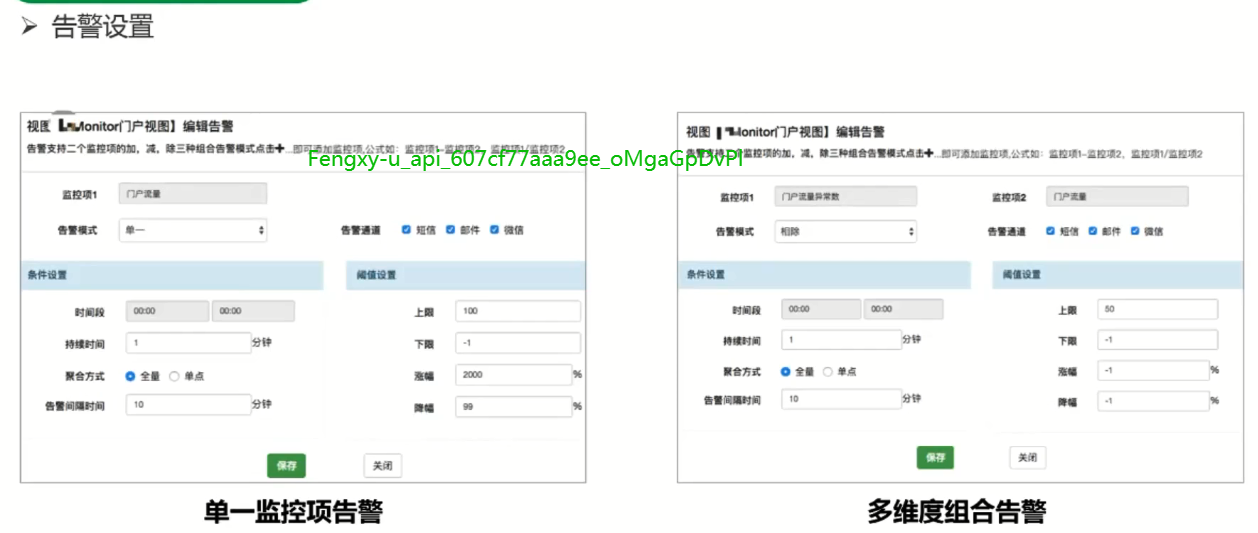 ➢ 告警设置
视图 Monitor门户视图】编辑告警
告警支持二个监控项的加，减，除三种组合告警模式点击✚...即可添加监控项,公式如：监控项1-监控项2，监控项1/监控项2
Fengxy-u_api_607cf77aaa9ee_oMgaGpDvPl
监控项1 门户流量
告警模式 单一 告警通道 短信 邮件 微信
条件设置 阈值设置
时间段 00:00 00:00 上限 100
持续时间 1 分钟 下限 -1
聚合方式 全量 单点 涨幅 2000 %
告警间隔时间 10 分钟 降幅 99 %
保存 关闭
单一监控项告警
视图 Monitor门户视图】编辑告警
告警支持二个监控项的加，减，除三种组合告警模式点击✚...即可添加监控项,公式如：监控项1-监控项2，监控项1/监控项2
监控项1 门户流量异常数 监控项2 门户流量
告警模式 相除 告警通道 短信 邮件 微信
条件设置 阈值设置
时间段 00:00 00:00 上限 50
持续时间 1 分钟 下限 -1
聚合方式 全量 单点 涨幅 -1 %
告警间隔时间 10 分钟 降幅 -1 %
保存 关闭
多维度组合告警